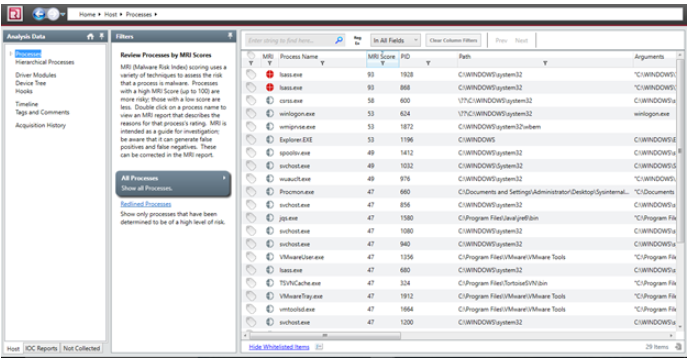 Home ▸ Host ▸ Processes ▸
Analysis Data
Processes
Hierarchical Processes
Driver Modules
Device Tree
Hooks
Timeline
Tags and Comments
Acquisition History
Host IOC Reports Not Collected
Filters
Review Processes by MRI Scores
MRI (Malware Risk Index) scoring uses a
variety of techniques to assess the risk
that a process is malware. Processes
with a high MRI Score (up to 100) are
more risky; those with a low score are
less. Double click on a process name to
view an MRI report that describes the
reasons for that process's rating. MRI is
intended as a guide for investigation;
be aware that it can generate false
positives and false negatives. These
can be corrected in the MRI report.
All Processes
Show all Processes.
Redlined Processes
Show only processes that have been
determined to be of a high level of risk.
Enter string to find here... Reg Ex In All Fields Clear Column Filters Prev Next
MRI Process Name MRI Score PID Path Arguments
lsass.exe 93 1928 C:\WINDOWS\system32 "C:\WINDOWS\
lsass.exe 93 868 C:\WINDOWS\system32 "C:\WINDOWS\
csrss.exe 58 600 \??\C:\WINDOWS\system32 C:\WINDOWS\s
winlogon.exe 53 624 \??\C:\WINDOWS\system32 winlogon.exe
wmiprvse.exe 53 1872 C:\WINDOWS\system32\wbem
Explorer.EXE 53 1196 C:\WINDOWS C:\WINDOWS\E
spoolsv.exe 49 1412 C:\WINDOWS\system32 C:\WINDOWS\s
svchost.exe 49 1032 C:\WINDOWS\System32 C:\WINDOWS\S
wuauclt.exe 49 976 C:\WINDOWS\system32 "C:\WINDOWS\
Procmon.exe 47 660 C:\Documents and Settings\Administrator\Desktop\Sysinternal... "C:\Documents
svchost.exe 47 856 C:\WINDOWS\system32 C:\WINDOWS\s
jqs.exe 47 1580 C:\Program Files\Java\jre6\bin "C:\Program Fil
svchost.exe 47 1080 C:\WINDOWS\system32 C:\WINDOWS\s
svchost.exe 47 940 C:\WINDOWS\system32 C:\WINDOWS\s
VMwareUser.exe 47 1356 C:\Program Files\VMware\VMware Tools "C:\Program Fil
lsass.exe 47 680 C:\WINDOWS\system32 C:\WINDOWS\s
TSVNCache.exe 47 324 C:\Program Files\TortoiseSVN\bin "C:\Program Fil
VMwareTray.exe 47 1912 C:\Program Files\VMware\VMware Tools "C:\Program Fil
vmtoolsd.exe 47 1664 C:\Program Files\VMware\VMware Tools "C:\Program Fil
svchost.exe 47 1200 C:\WINDOWS\system32 C:\WINDOWS\s
Hide Whitelisted Items 29 Items